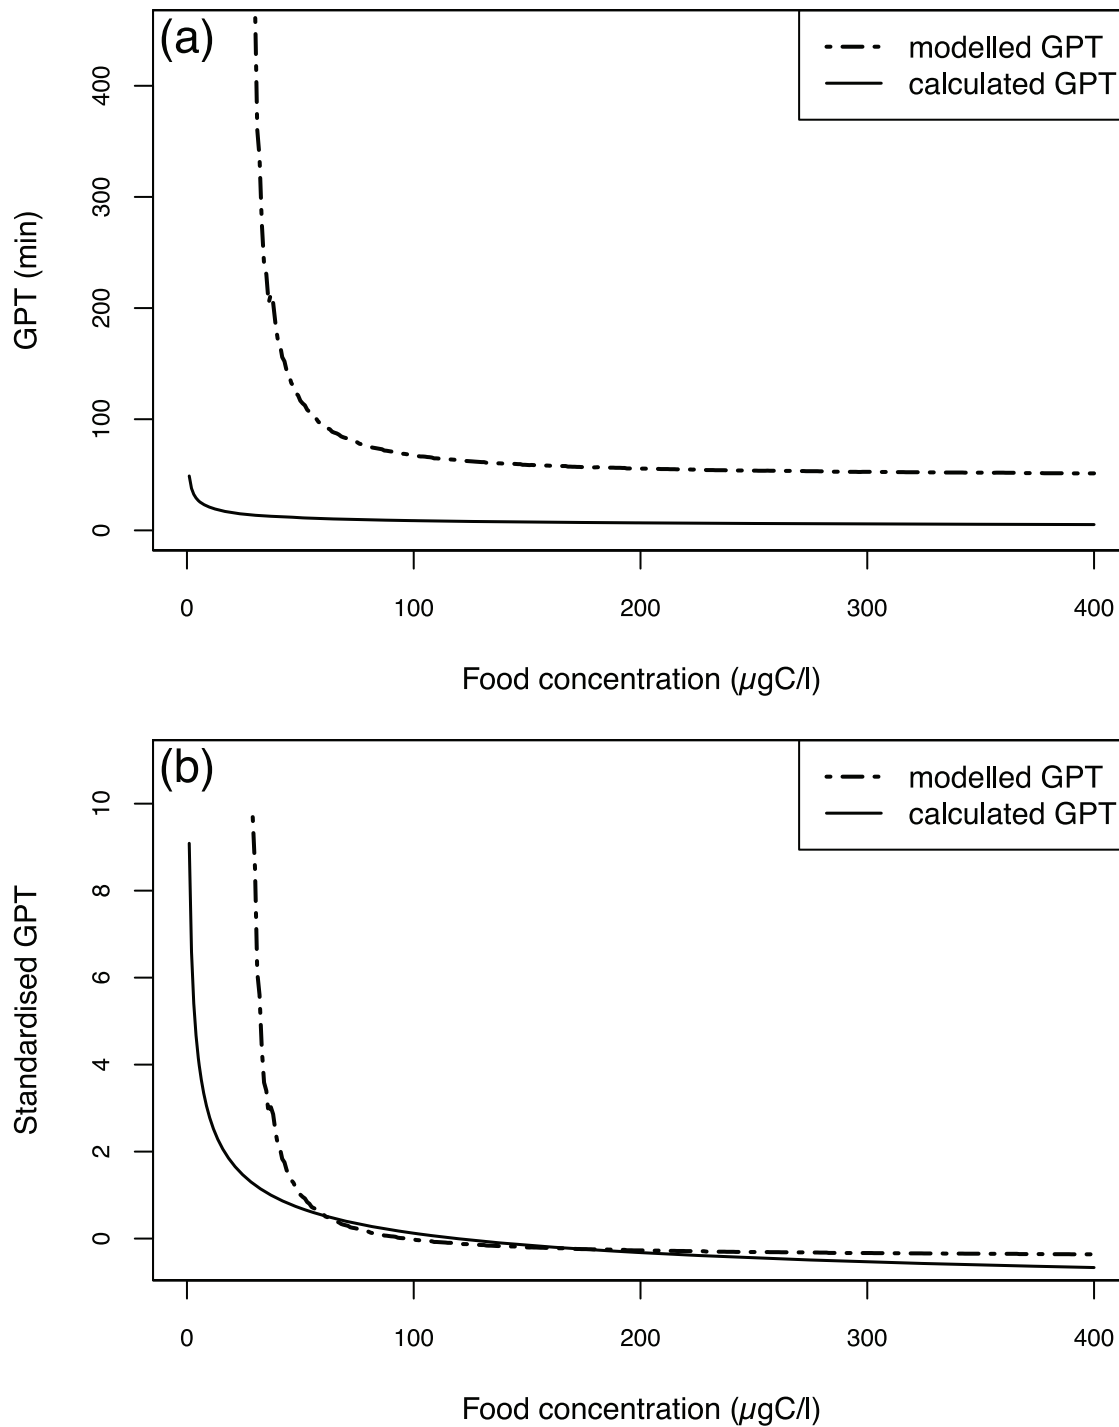 (a)
modelled GPT
calculated GPT
GPT (min)
400
300
200
100
0
0 100 200 300 400
Food concentration (µgC/l)
(b)
modelled GPT
calculated GPT
Standardised GPT
10
8
6
4
2
0
0 100 200 300 400
Food concentration (µgC/l)